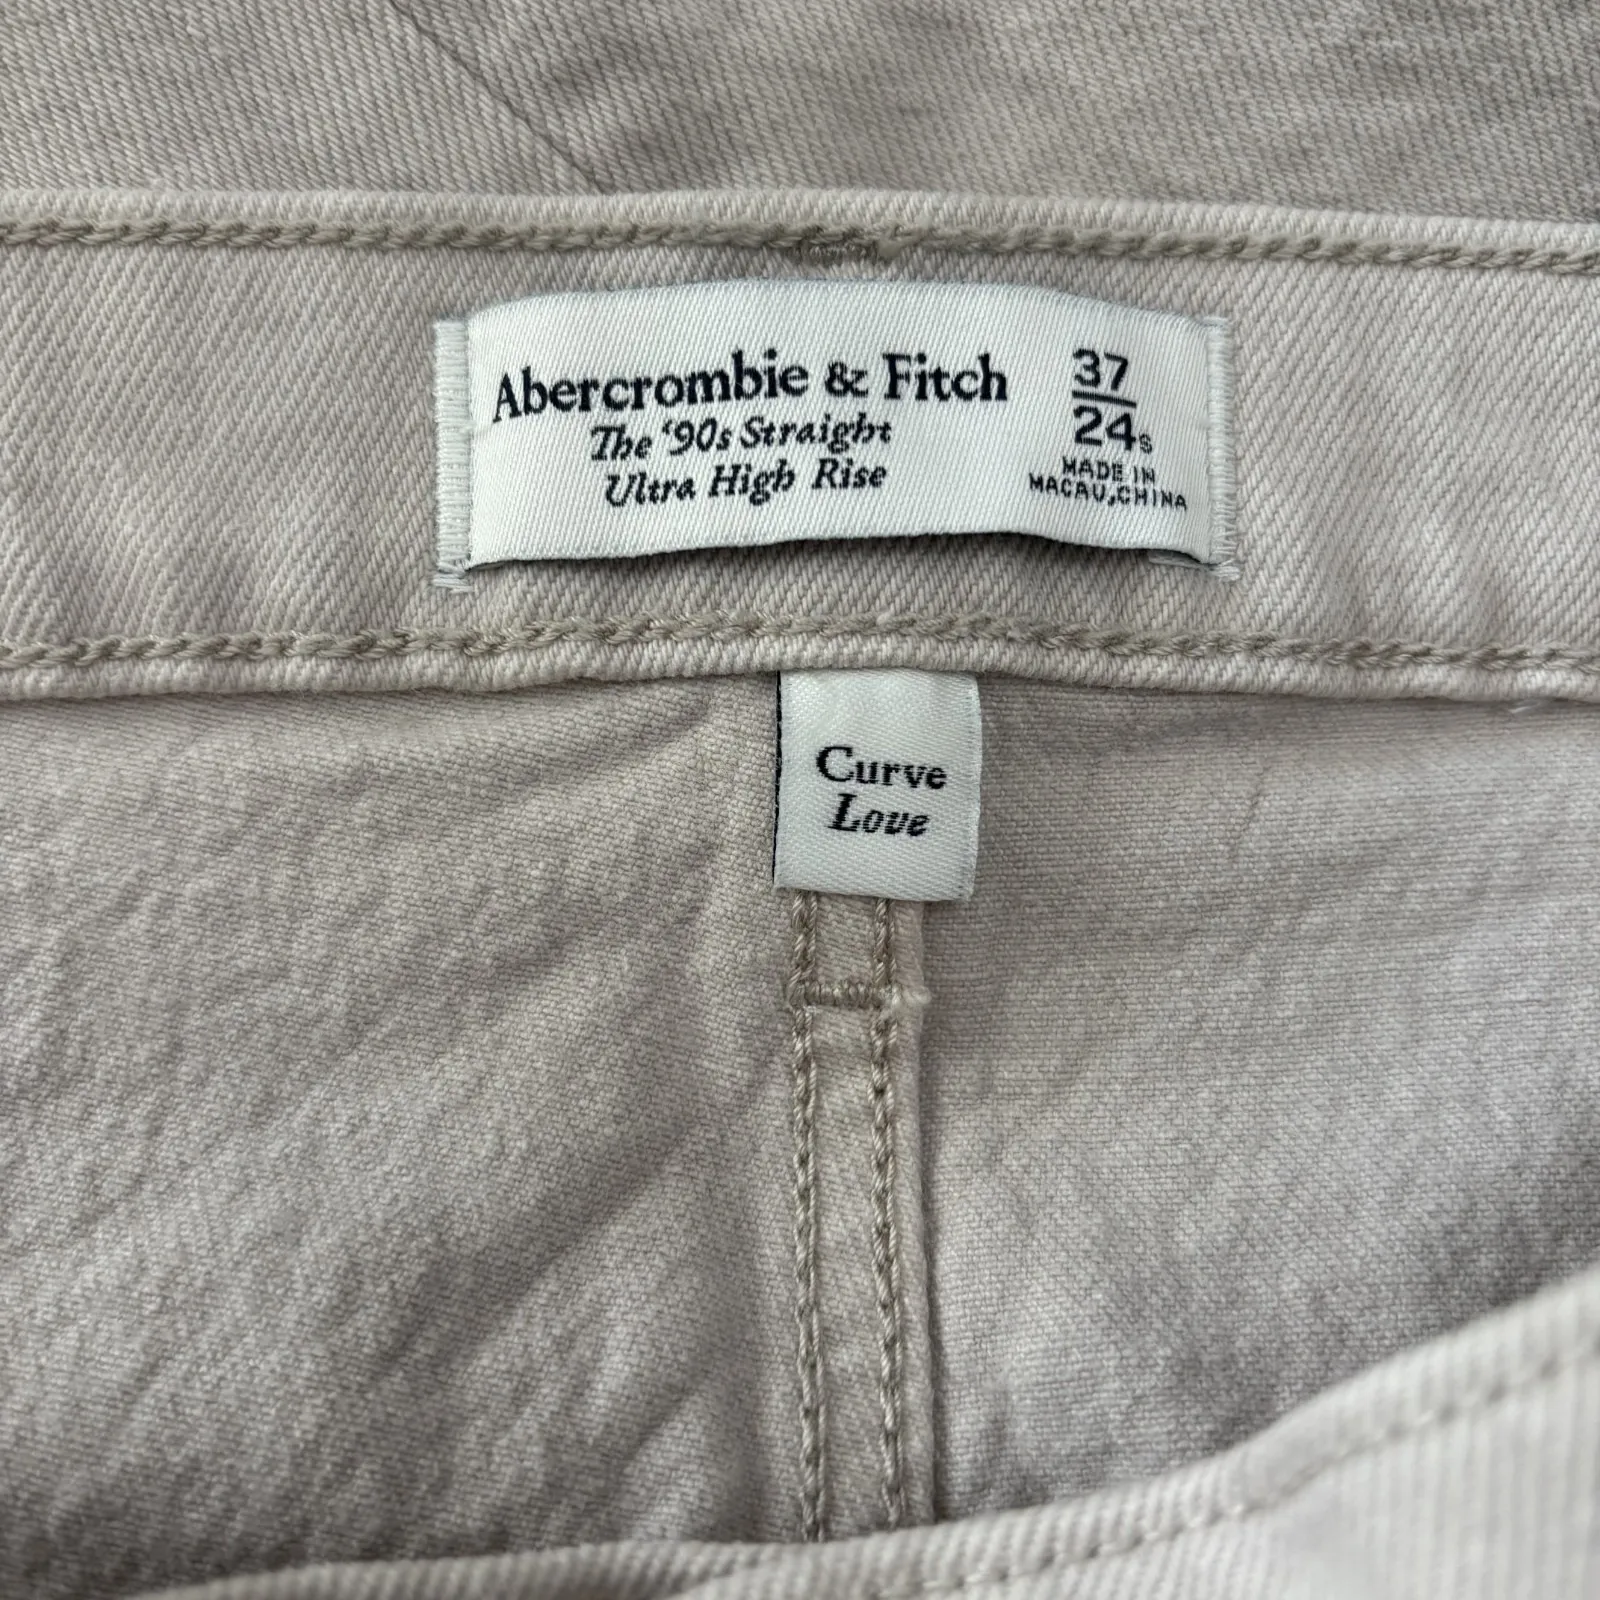 Abercrombie & Fitch
The ‘90s Straight
Ultra High Rise
37
24s
MADE IN
MACAU,CHINA
Curve
Love